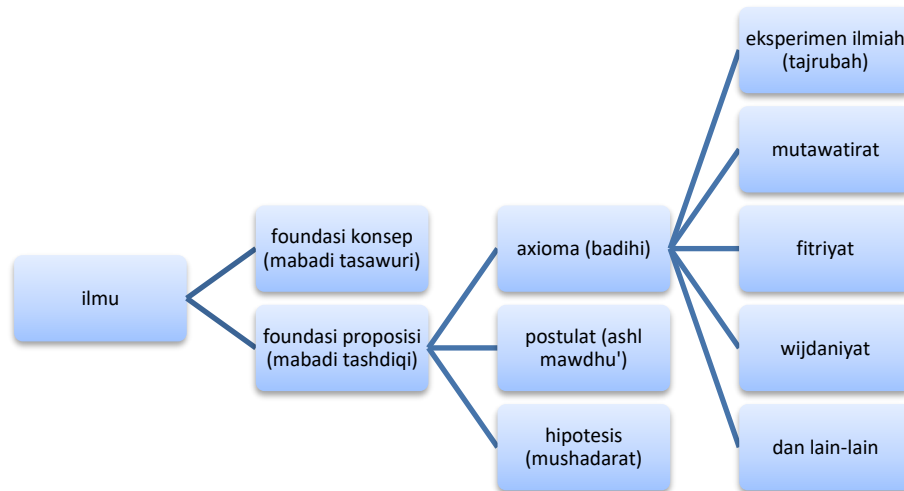 ilmu
foundasi konsep
(mabadi tasawuri)
foundasi proposisi
(mabadi tashdiqi)
axioma (badihi)
postulat (ashl
mawdhu')
hipotesis
(mushadarat)
eksperimen ilmiah
(tajrubah)
mutawatirat
fitriyat
wijdaniyat
dan lain-lain